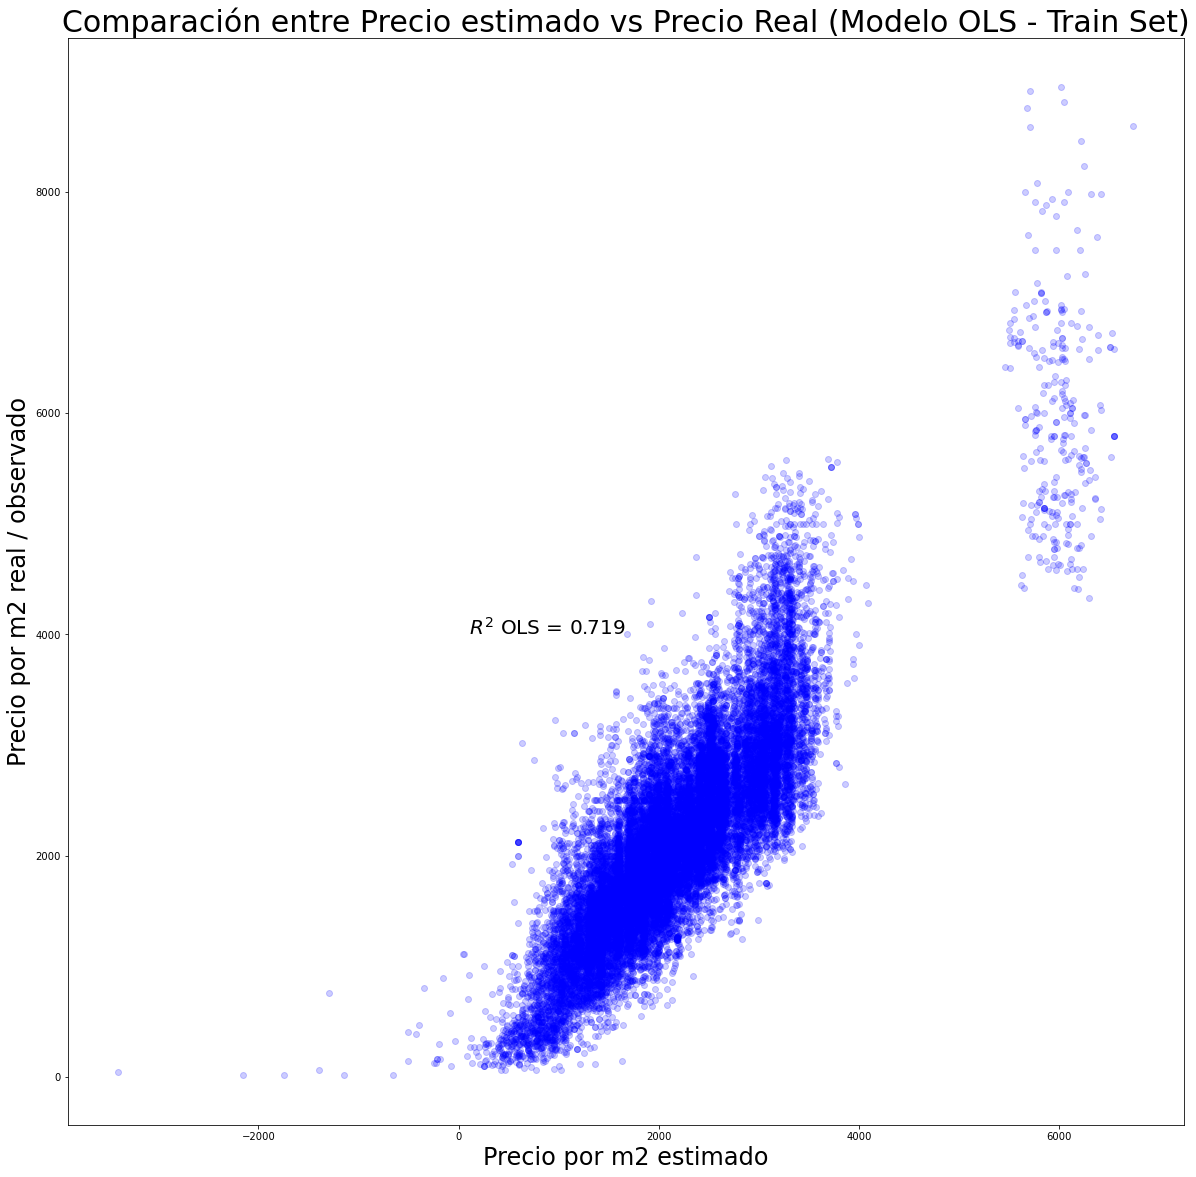 Comparación entre Precio estimado vs Precio Real (Modelo OLS - Train Set)
Precio por m2 real / observado
8000
6000
4000
2000
0
R² OLS = 0.719
−2000
0
2000
4000
6000
Precio por m2 estimado